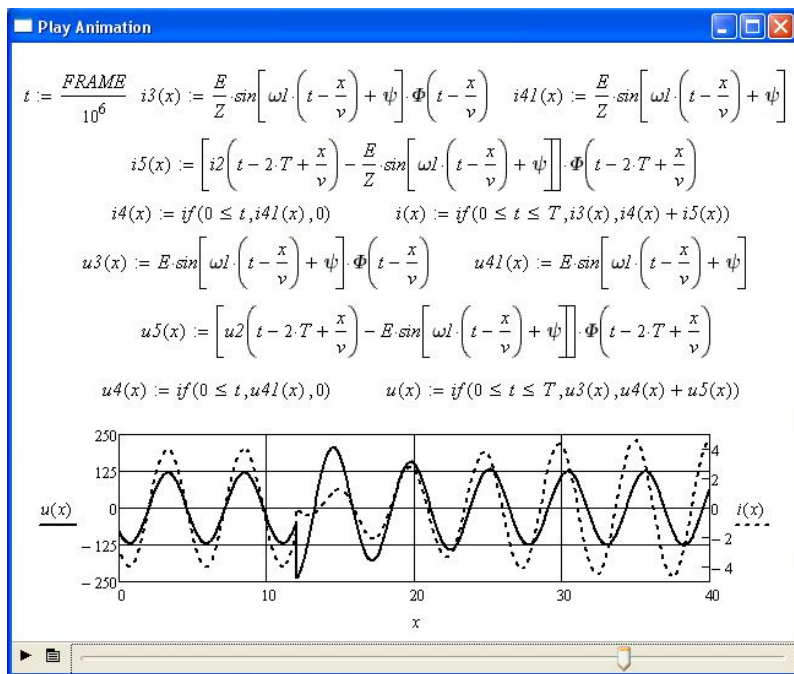 Play Animation
t := FRAME/10^6 i3(x) := E/Z·sin[ω1·(t − x/v) + ψ]·Φ(t − x/v) i41(x) := E/Z·sin[ω1·(t − x/v) + ψ]
i5(x) := [i2(t − 2·T + x/v) − E/Z·sin[ω1·(t − x/v) + ψ]]·Φ(t − 2·T + x/v)
i4(x) := if(0 ≤ t, i41(x), 0) i(x) := if(0 ≤ t ≤ T, i3(x), i4(x) + i5(x))
u3(x) := E·sin[ω1·(t − x/v) + ψ]·Φ(t − x/v) u41(x) := E·sin[ω1·(t − x/v) + ψ]
u5(x) := [u2(t − 2·T + x/v) − E·sin[ω1·(t − x/v) + ψ]]·Φ(t − 2·T + x/v)
u4(x) := if(0 ≤ t, u41(x), 0) u(x) := if(0 ≤ t ≤ T, u3(x), u4(x) + u5(x))
250
125
0
−125
−250
u(x)
4
2
0
−2
−4
i(x)
0 10 20 30 40
x